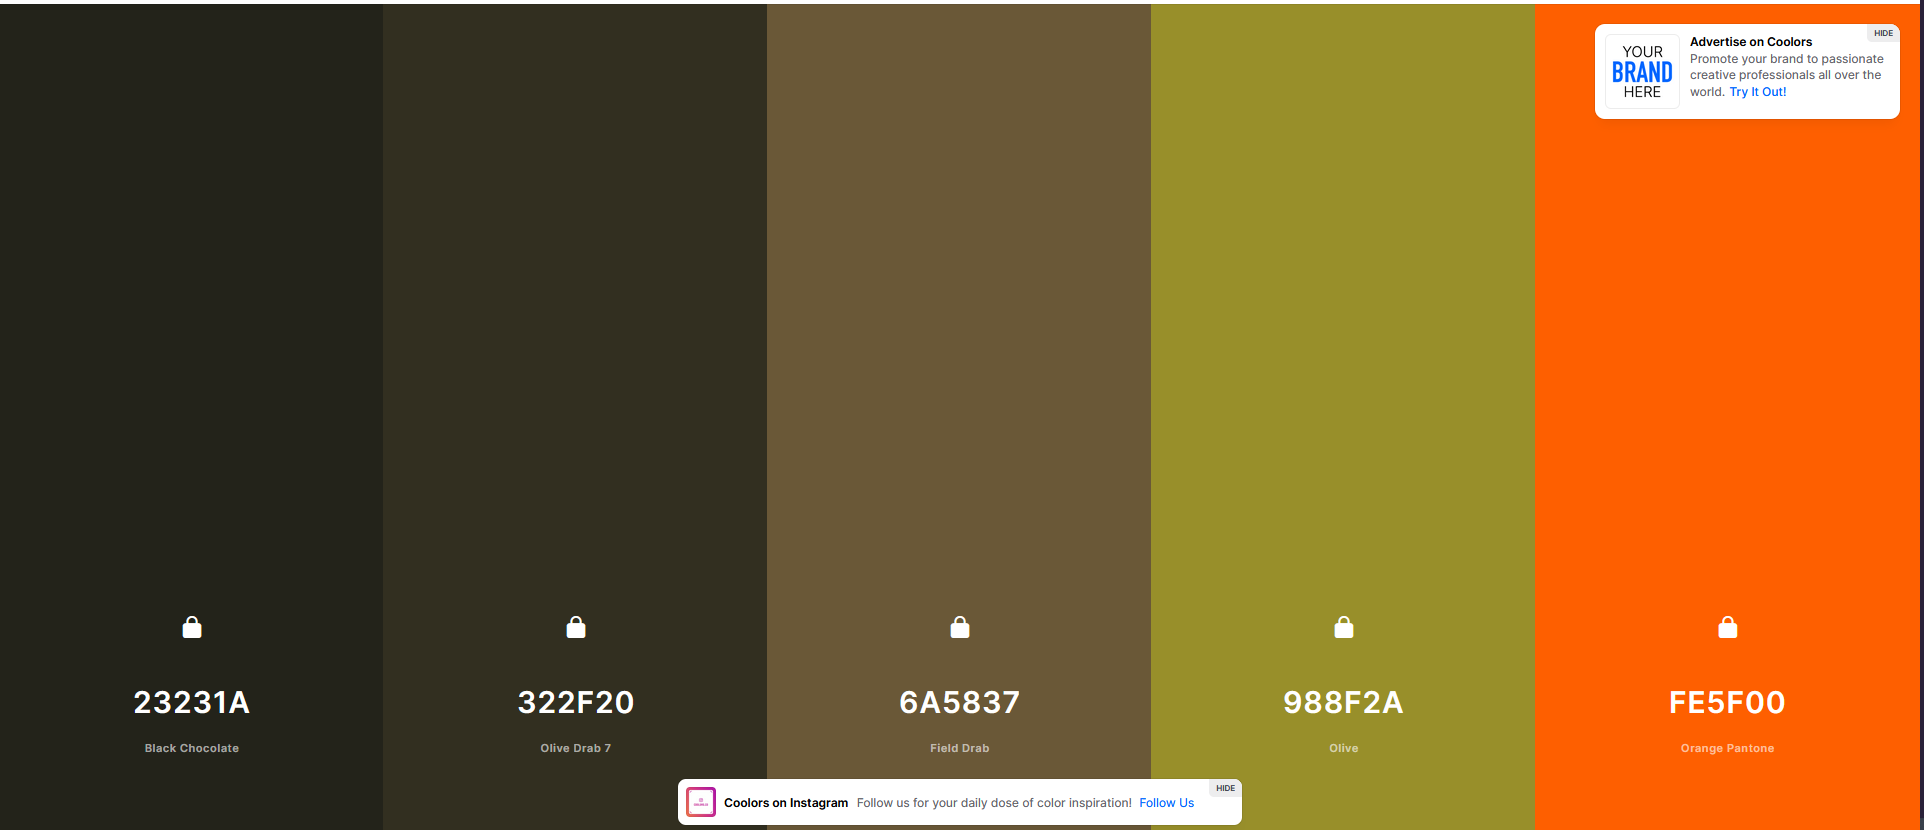 YOUR
BRAND
HERE
Advertise on Coolors
HIDE
Promote your brand to passionate
creative professionals all over the
world. Try It Out!
23231A
Black Chocolate
322F20
Olive Drab 7
6A5837
Field Drab
988F2A
Olive
FE5F00
Orange Pantone
Coolors on Instagram Follow us for your daily dose of color inspiration! Follow Us
HIDE